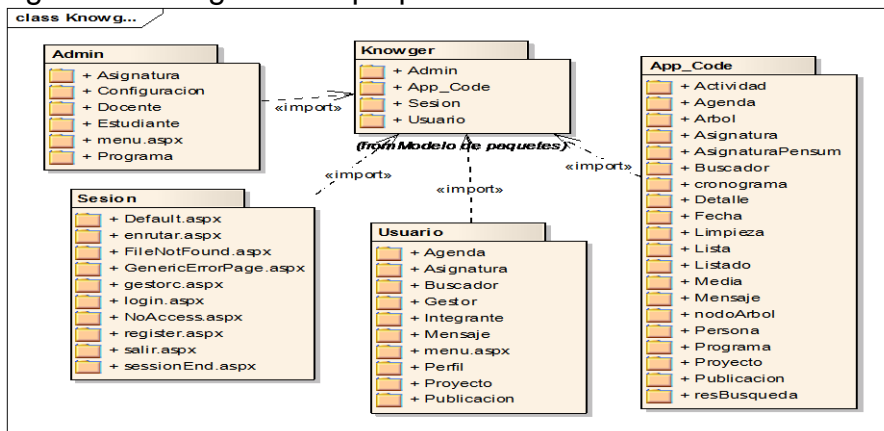 class Knowg...
Admin
+ Asignatura
+ Configuracion
+ Docente
+ Estudiante
+ menu.aspx
+ Programa
«import»
Knowger
+ Admin
+ App_Code
+ Sesion
+ Usuario
(from Modelo de paquetes)
«import»
«import»
«import»
App_Code
+ Actividad
+ Agenda
+ Arbol
+ Asignatura
+ AsignaturaPensum
+ Buscador
+ cronograma
+ Detalle
+ Fecha
+ Limpieza
+ Lista
+ Listado
+ Media
+ Mensaje
+ nodoArbol
+ Persona
+ Programa
+ Proyecto
+ Publicacion
+ resBusqueda
Sesion
+ Default.aspx
+ enrutar.aspx
+ FileNotFound.aspx
+ GenericErrorPage.aspx
+ gestorc.aspx
+ login.aspx
+ NoAccess.aspx
+ register.aspx
+ salir.aspx
+ sessionEnd.aspx
Usuario
+ Agenda
+ Asignatura
+ Buscador
+ Gestor
+ Integrante
+ Mensaje
+ menu.aspx
+ Perfil
+ Proyecto
+ Publicacion